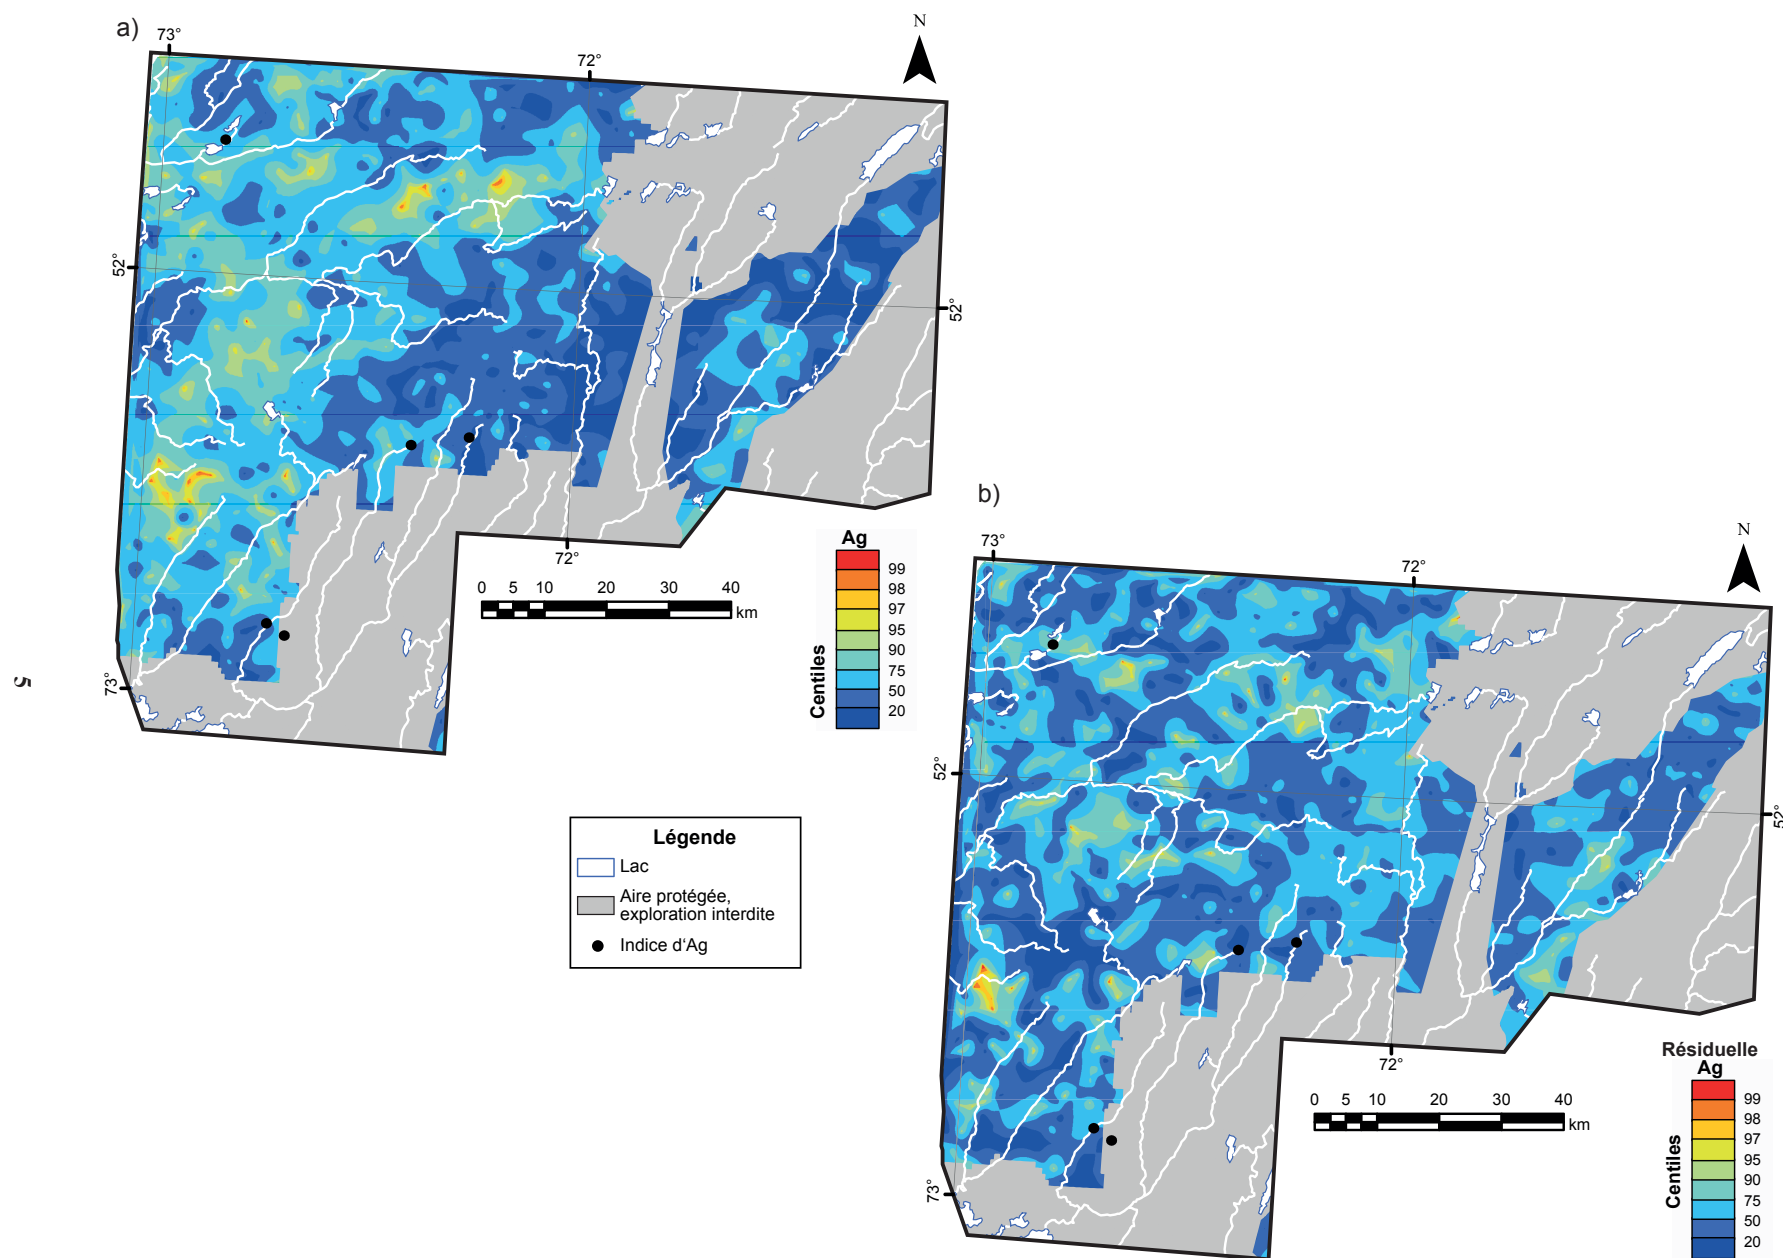 a)
73°
72°
N
52°
52°
73°
72°
0 5 10 20 30 40
km
Ag
Centiles
99
98
97
95
90
75
50
20
5
Légende
Lac
Aire protégée,
exploration interdite
Indice d'Ag
b)
73°
72°
N
52°
52°
73°
72°
0 5 10 20 30 40
km
Résiduelle
Ag
Centiles
99
98
97
95
90
75
50
20